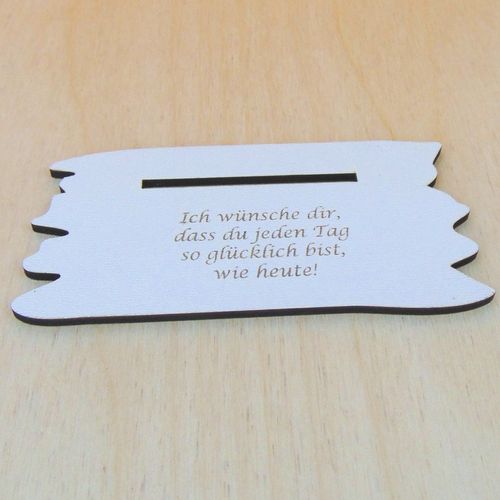 Ich wünsche dir,
dass du jeden Tag
so glücklich bist,
wie heute!